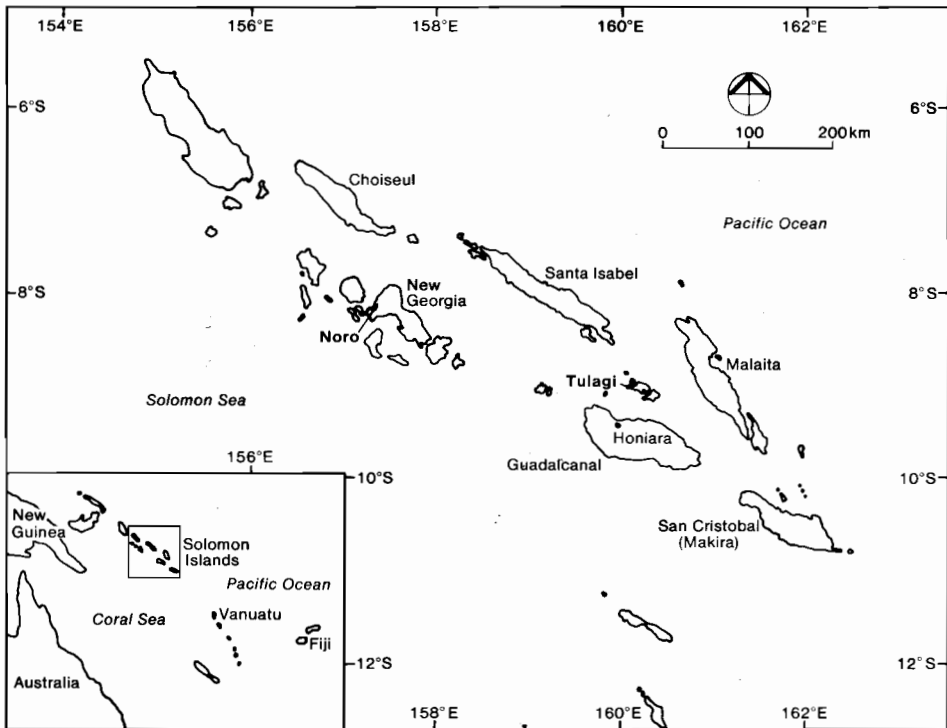 154°E
156°E
158°E
160°E
162°E
6°S
6°S
0
100
200km
Choiseul
Pacific Ocean
Santa Isabel
8°S
New
Georgia
8°S
Noro
Malaita
Tulagi
Solomon Sea
Honiara
Guadalcanal
156°E
10°S
10°S
New
Guinea
San Cristobal
(Makira)
Solomon
Islands
Pacific Ocean
Coral Sea
Vanuatu
Fiji
12°S
12°S
Australia
158°E
160°E
162°E